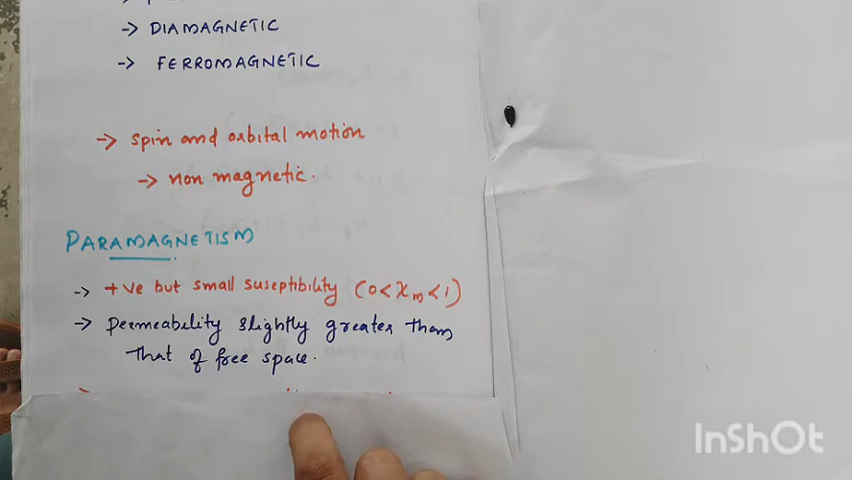 -> DIAMAGNETIC
-> FERROMAGNETIC
-> spin and orbital motion
-> non magnetic.
PARAMAGNETISM
-> +ve but small suseptibility (0<χm<1)
-> permeability slightly greater than
that of free space.
InShOt